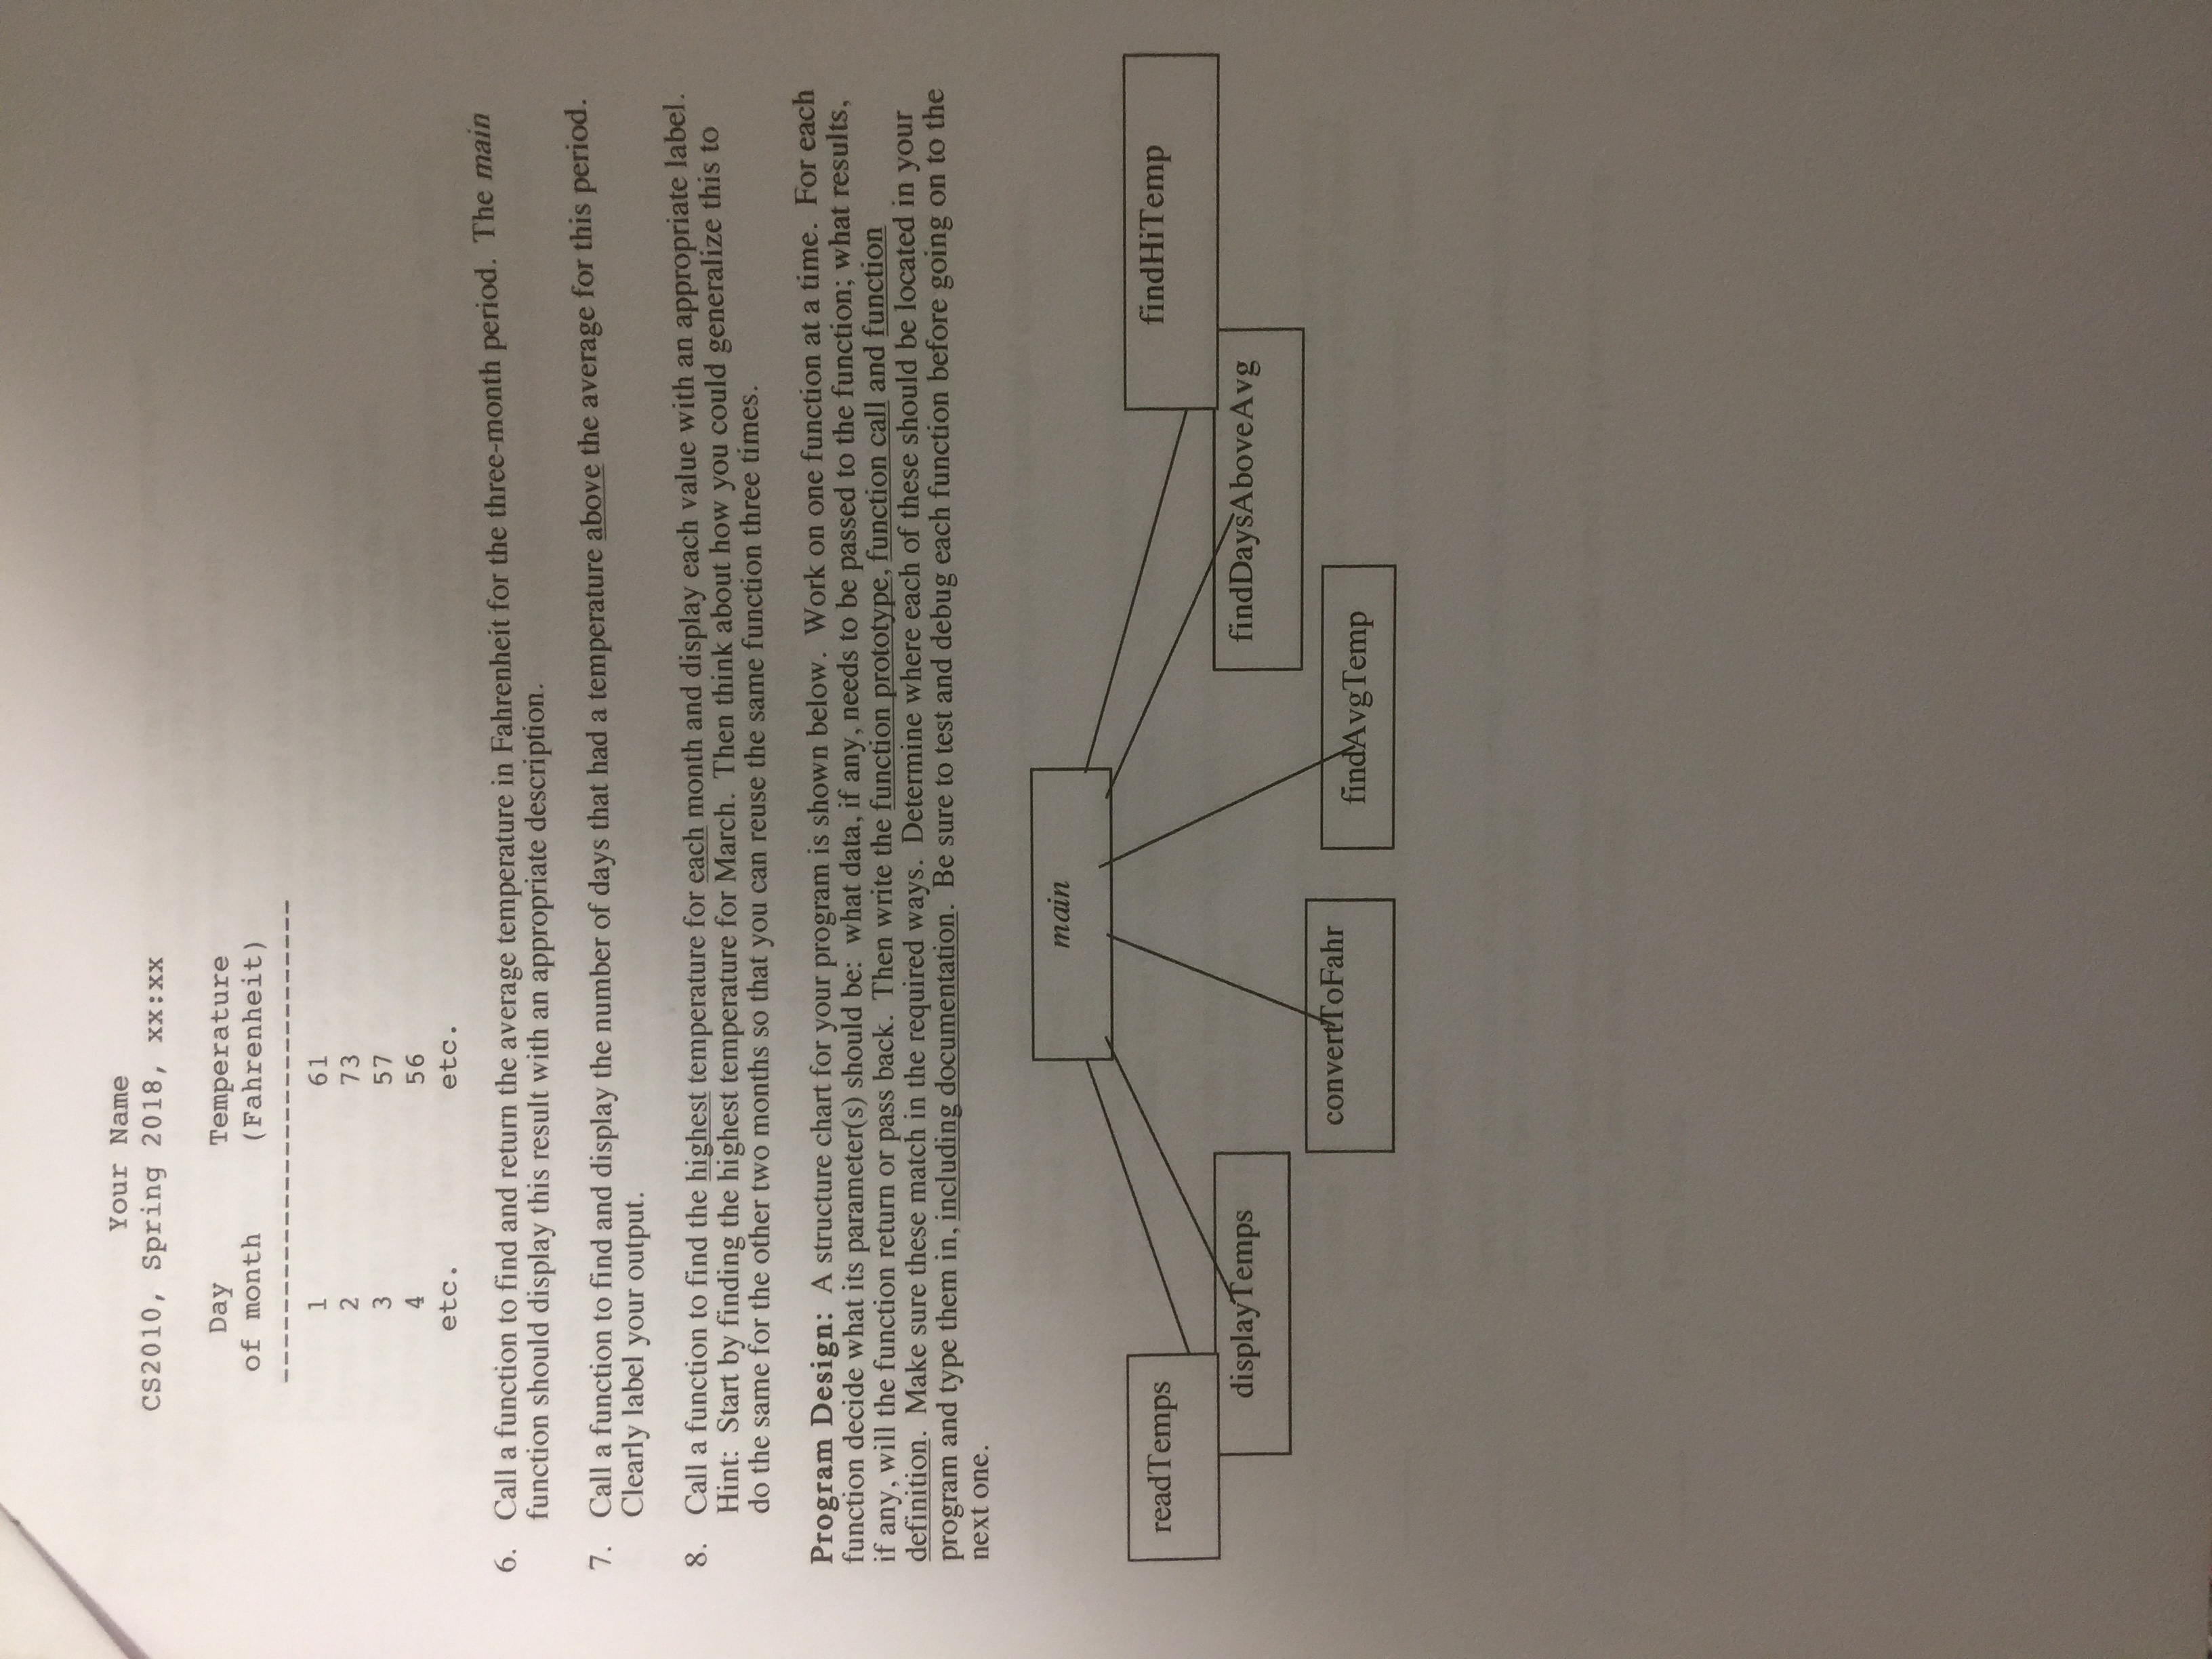 Your Name
CS2010, Spring 2018, xx:xx
Day Temperature
of month (Fahrenheit)
----------------------------
1 61
2 73
3 57
4 56
etc. etc.
6. Call a function to find and return the average temperature in Fahrenheit for the three-month period. The main
function should display this result with an appropriate description.
7. Call a function to find and display the number of days that had a temperature above the average for this period.
Clearly label your output.
8. Call a function to find the highest temperature for each month and display each value with an appropriate label.
Hint: Start by finding the highest temperature for March. Then think about how you could generalize this to
do the same for the other two months so that you can reuse the same function three times.
Program Design: A structure chart for your program is shown below. Work on one function at a time. For each
function decide what its parameter(s) should be: what data, if any, needs to be passed to the function; what results,
if any, will the function return or pass back. Then write the function prototype, function call and function
definition. Make sure these match in the required ways. Determine where each of these should be located in your
program and type them in, including documentation. Be sure to test and debug each function before going on to the
next one.
main
readTemps
findHiTemp
displayTemps
findDaysAboveAvg
convertToFahr
findAvgTemp